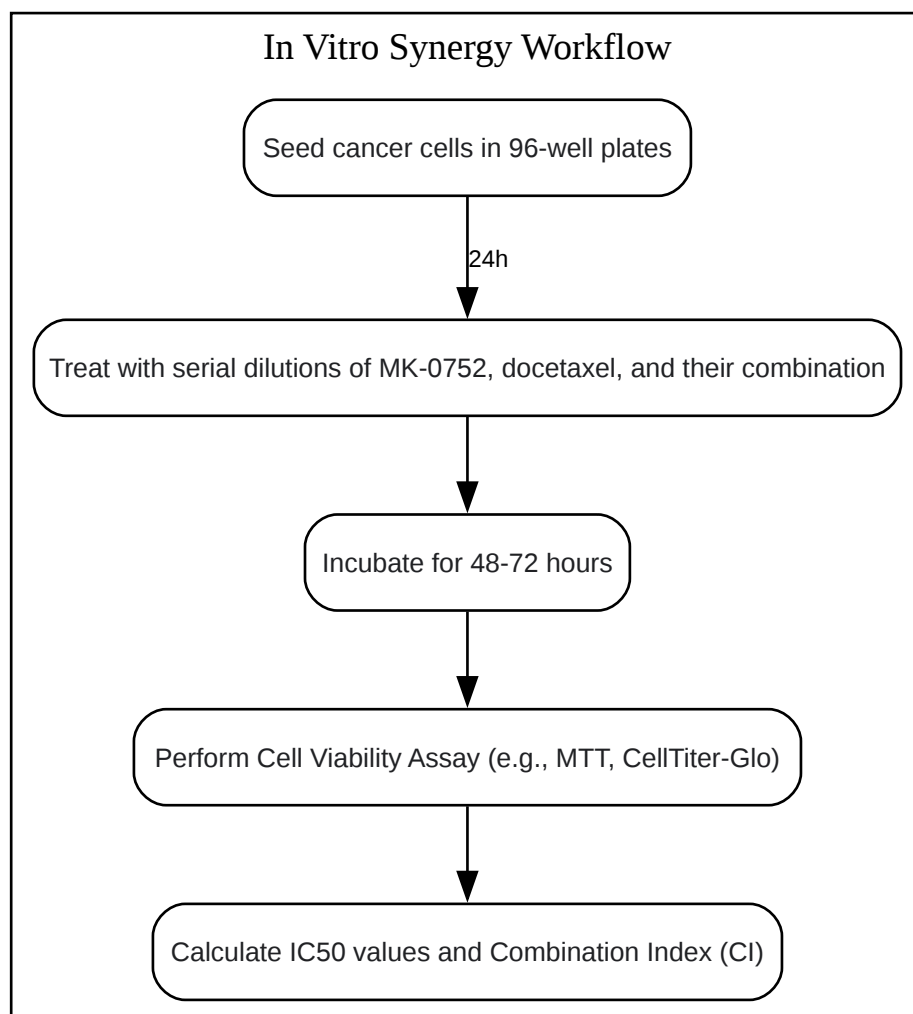 In Vitro Synergy Workflow
Seed cancer cells in 96-well plates
24h
Treat with serial dilutions of MK-0752, docetaxel, and their combination
Incubate for 48-72 hours
Perform Cell Viability Assay (e.g., MTT, CellTiter-Glo)
Calculate IC50 values and Combination Index (CI)